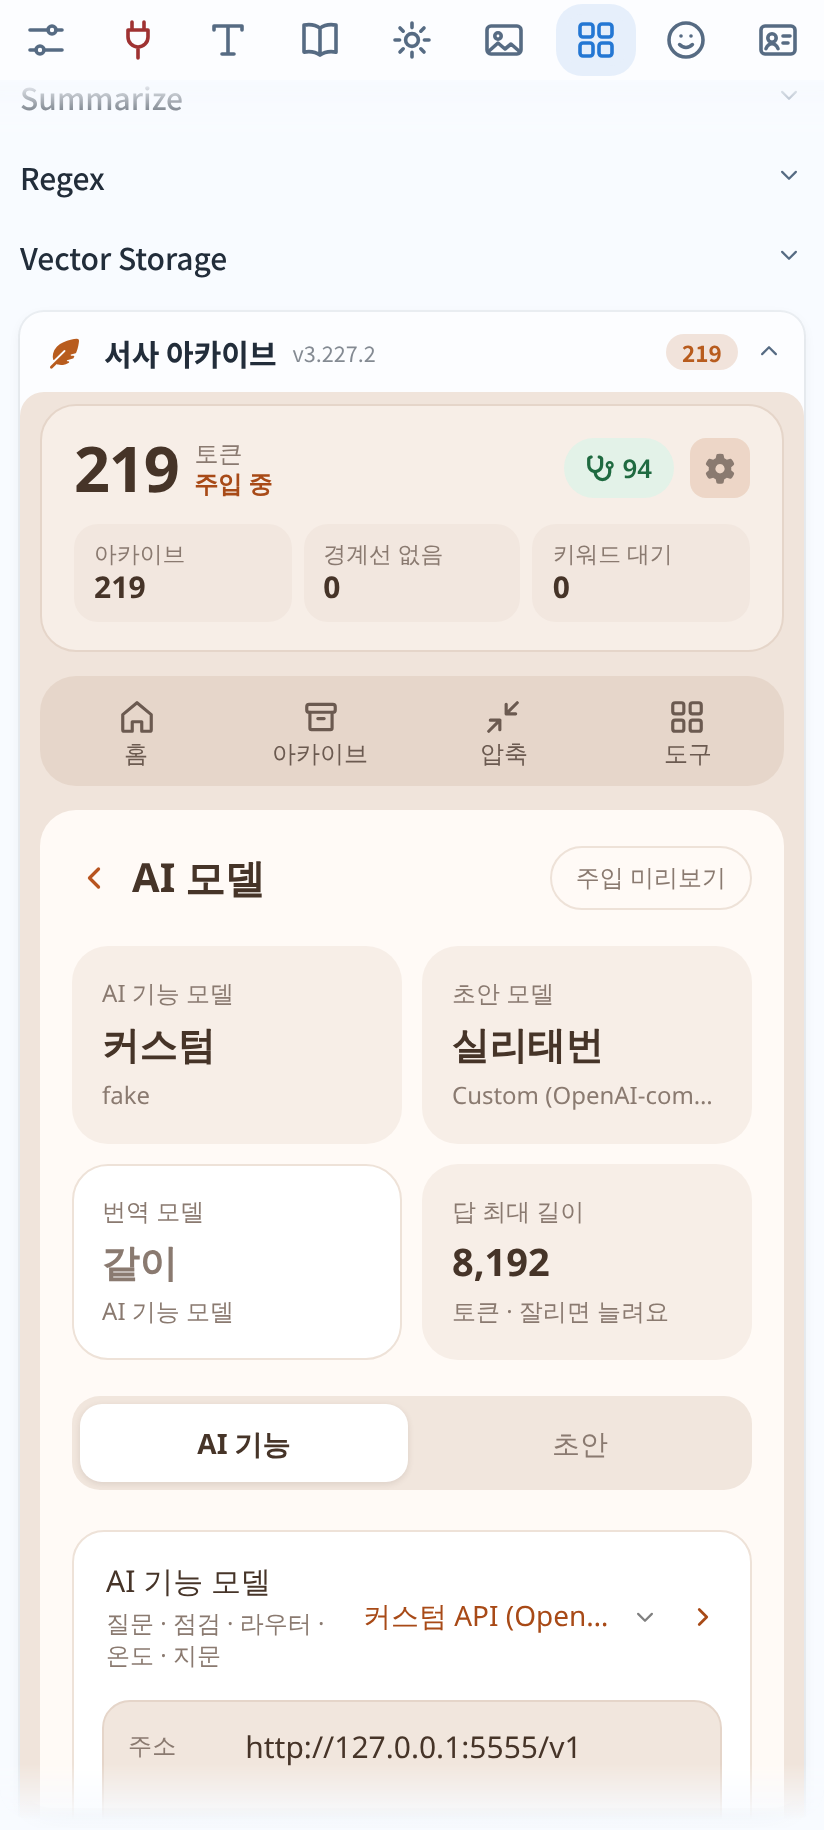 Summarize
Regex
Vector Storage
서사 아카이브 v3.227.2 219
219 토큰 주입 중 94
아카이브 경계선 없음 키워드 대기
219 0 0
홈 아카이브 압축 도구
AI 모델 주입 미리보기
AI 기능 모델
커스텀
fake
초안 모델
실리태번
Custom (OpenAI-com...
번역 모델
같이
AI 기능 모델
답 최대 길이
8,192
토큰 · 잘리면 늘려요
AI 기능 초안
AI 기능 모델
질문 · 점검 · 라우터 ·
온도 · 지문
커스텀 API (Open...
주소 http://127.0.0.1:5555/v1